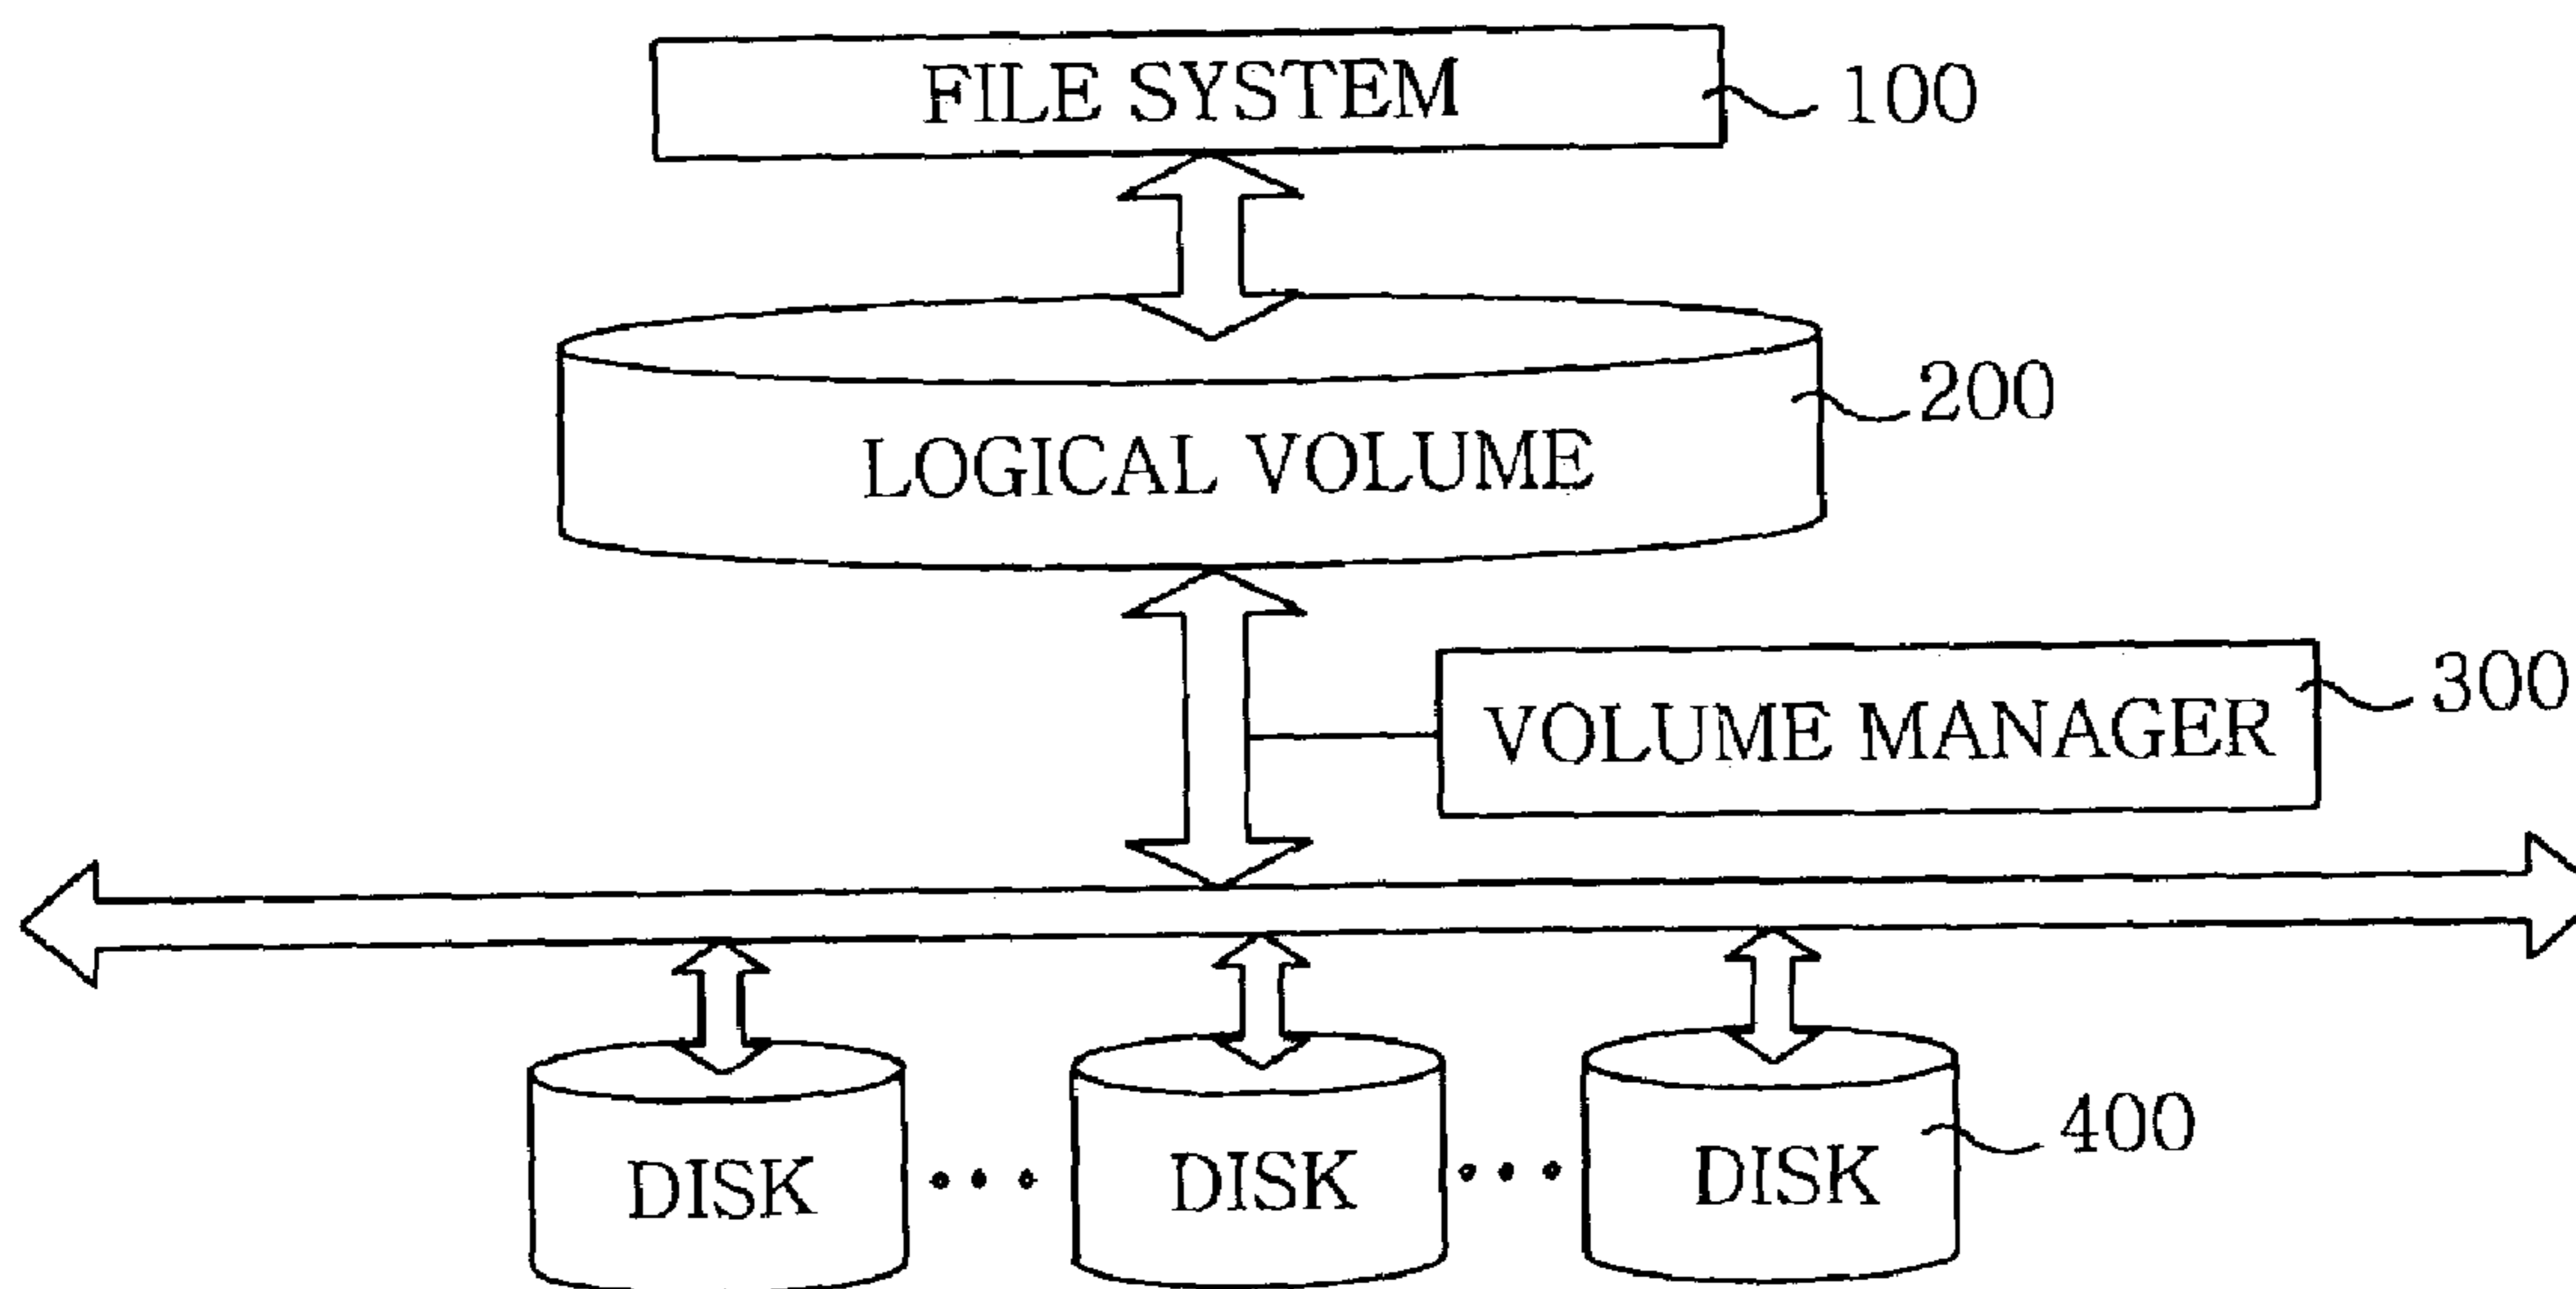 FILE SYSTEM 100
LOGICAL VOLUME 200
VOLUME MANAGER 300
DISK ••• DISK ••• DISK 400